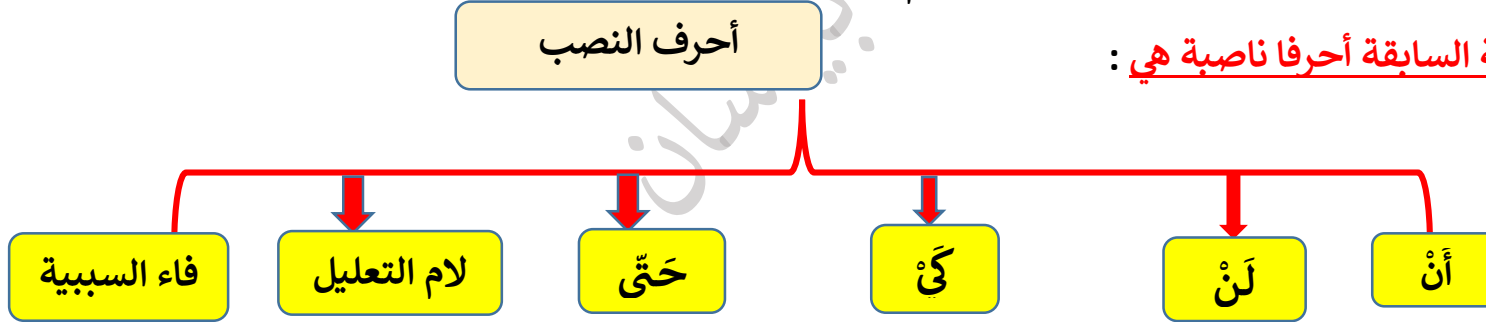 أحرف النصب
ة السابقة أحرفا ناصبة هي :
أَنْ
لَنْ
كَيْ
حَتّى
لام التعليل
فاء السببية